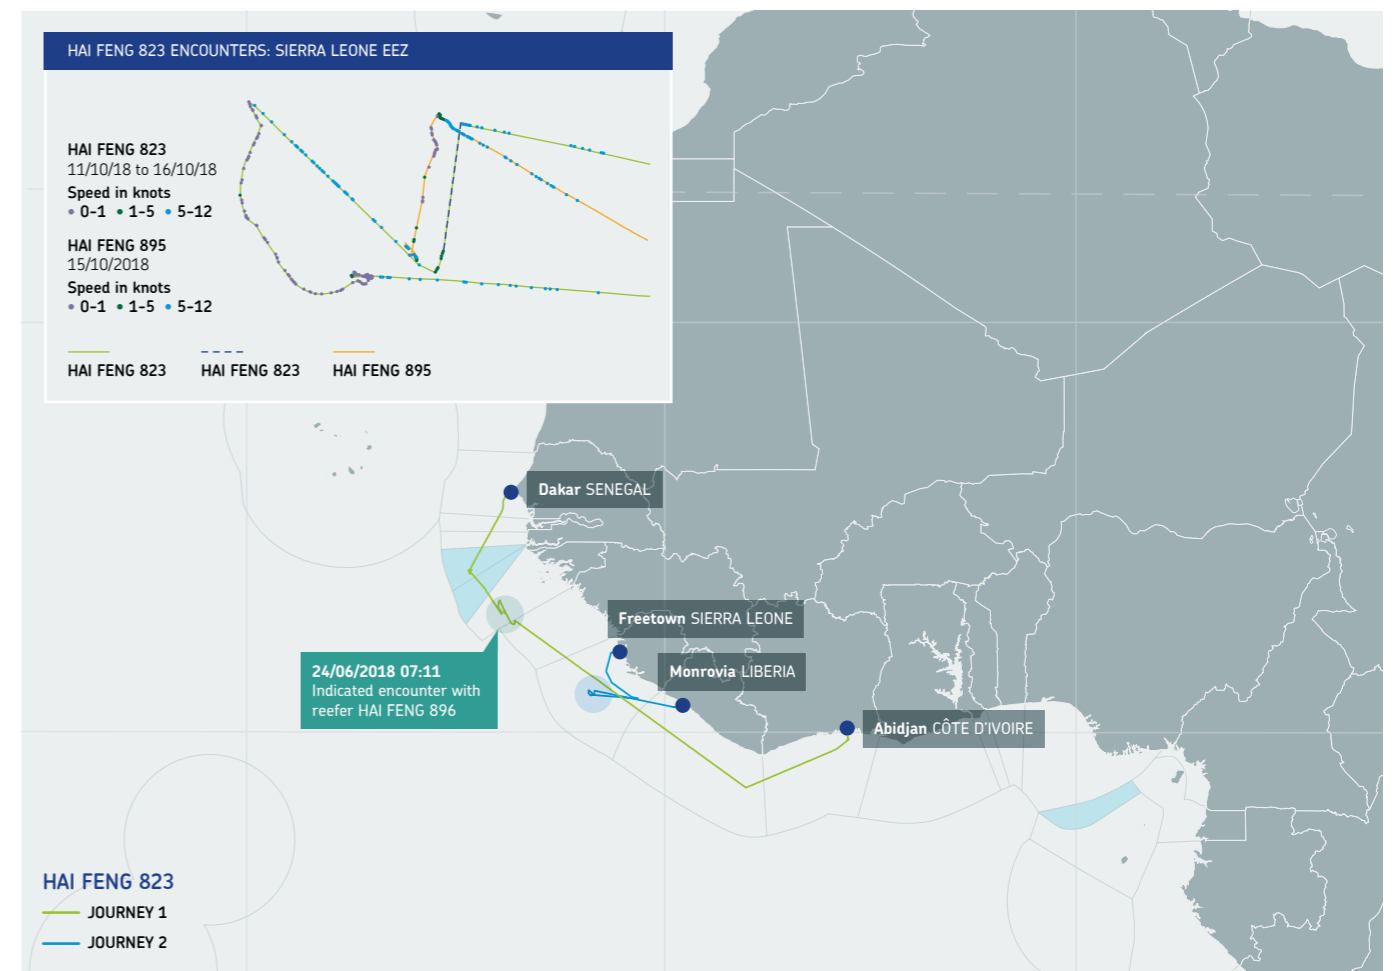 HAI FENG 823 ENCOUNTERS: SIERRA LEONE EEZ
HAI FENG 823
11/10/18 to 16/10/18
Speed in knots
0-1 1-5 5-12
HAI FENG 895
15/10/2018
Speed in knots
0-1 1-5 5-12
HAI FENG 823 HAI FENG 823 HAI FENG 895
Dakar SENEGAL
Freetown SIERRA LEONE
Monrovia LIBERIA
24/06/2018 07:11
Indicated encounter with
reefer HAI FENG 896
Abidjan CÔTE D'IVOIRE
HAI FENG 823
JOURNEY 1
JOURNEY 2